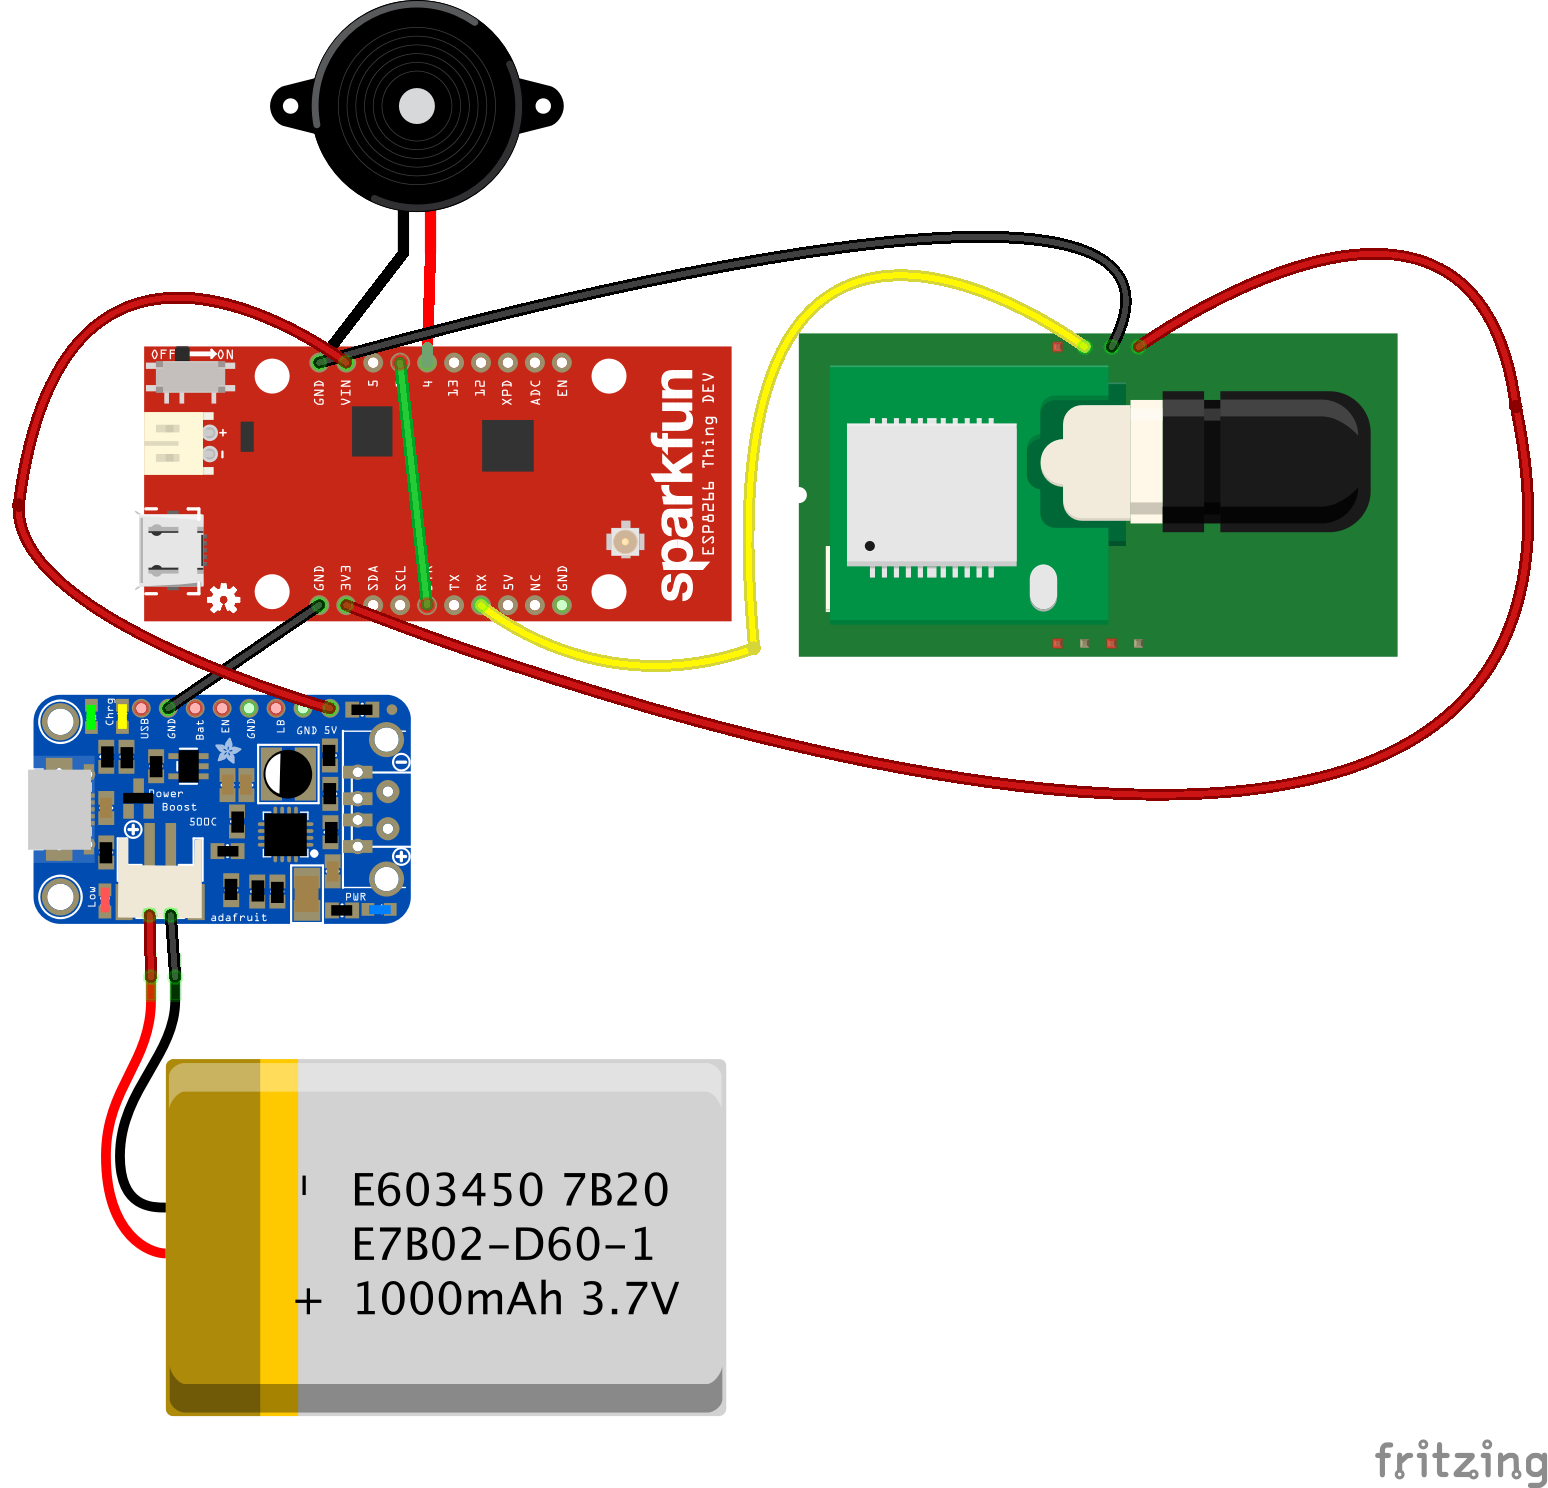 OFF ON
GND VIN 5 4 13 12 XPD ADC EN
+
-
sparkfun
ESP8266 Thing DEV
GND 3V3 SDA SCL TX RX 5V NC GND
Chrg
USB GND Bat EN GND LB GND 5V
Power
Boost
500C
Low
PWR
adafruit
E603450 7B20
E7B02-D60-1
+ 1000mAh 3.7V
fritzing